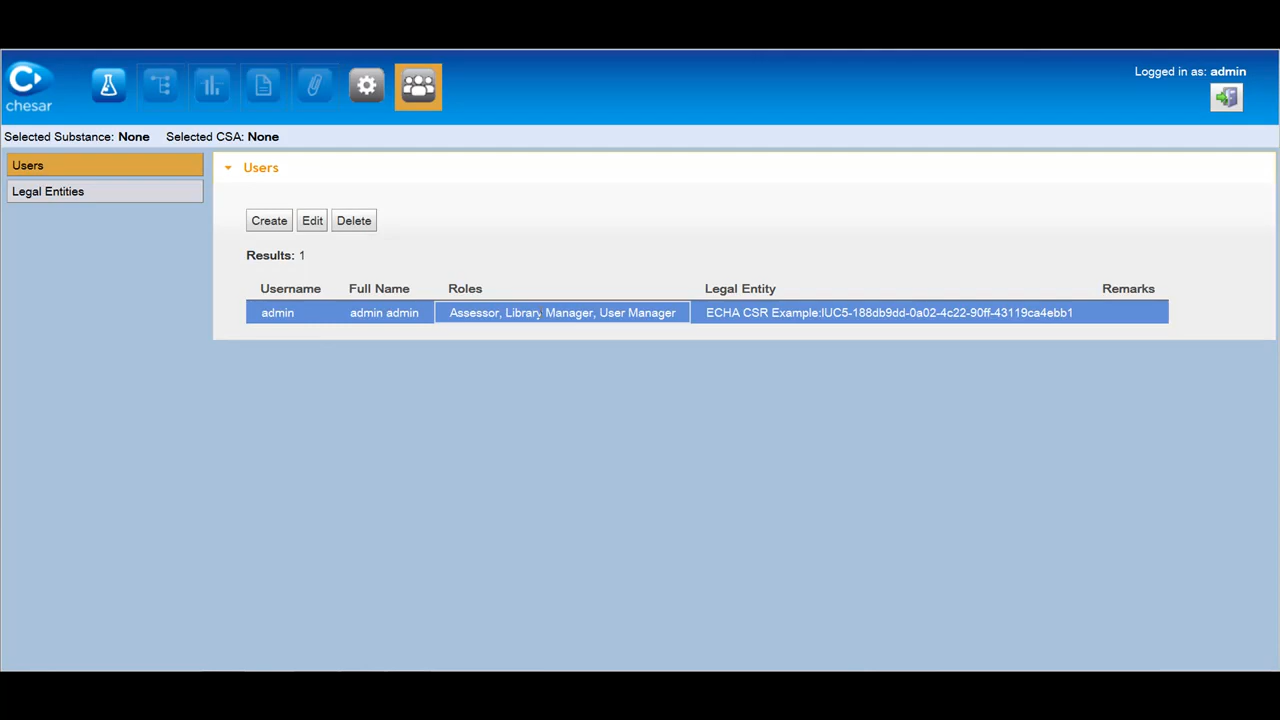 Logged in as: admin
chesar
Selected Substance: None Selected CSA: None
Users
Legal Entities
Users
Create Edit Delete
Results: 1
Username Full Name Roles Legal Entity Remarks
admin admin admin Assessor, Library Manager, User Manager ECHA CSR Example:IUC5-188db9dd-0a02-4c22-90ff-43119ca4ebb1